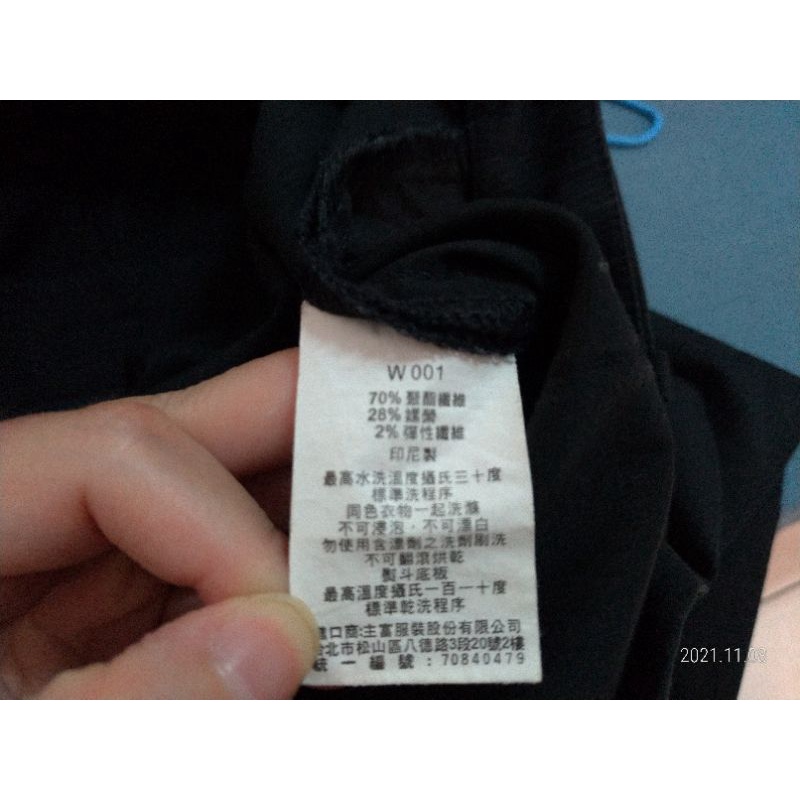 W 001
70% 聚酯纖維
28% 嫘縈
2% 彈性纖維
印尼製
最高水洗溫度攝氏三十度
標準洗程序
同色衣物一起洗滌
不可浸泡，不可漂白
勿使用含漂劑之洗劑刷洗
不可翻滾烘乾
熨斗底板
最高溫度攝氏一百一十度
標準乾洗程序
口商:主富服裝股份有限公司
北市松山區八德路3段20號2樓
統一編號:70840479
2021.11.08